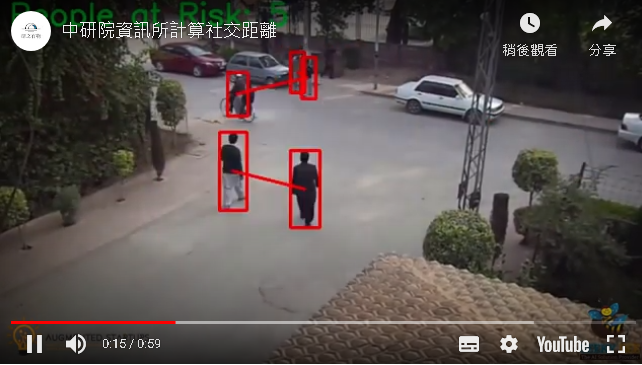 People at Risk: 5
中研院資訊所計算社交距離
稍後觀看
分享
0:15 / 0:59
YouTube